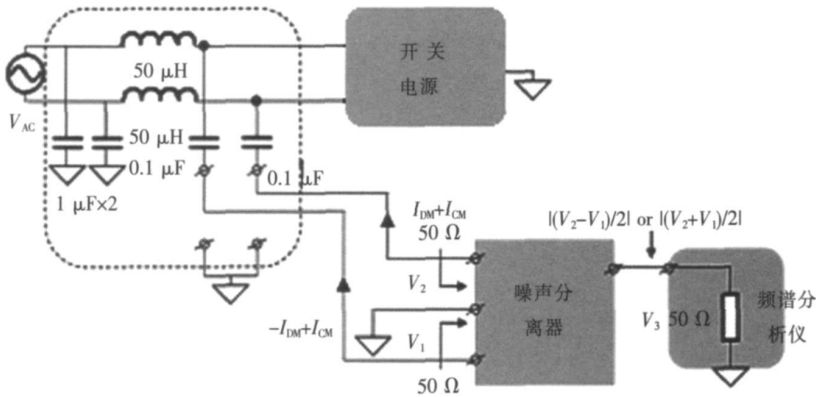 开关
电源
50 μH
V_AC
50 μH
0.1 μF
0.1 μF
1 μF×2
I_DM+I_CM
50 Ω
|(V_2−V_1)/2| or |(V_2+V_1)/2|
V_2
噪声分
离器
频谱分
析仪
V_3 50 Ω
−I_DM+I_CM
V_1
50 Ω